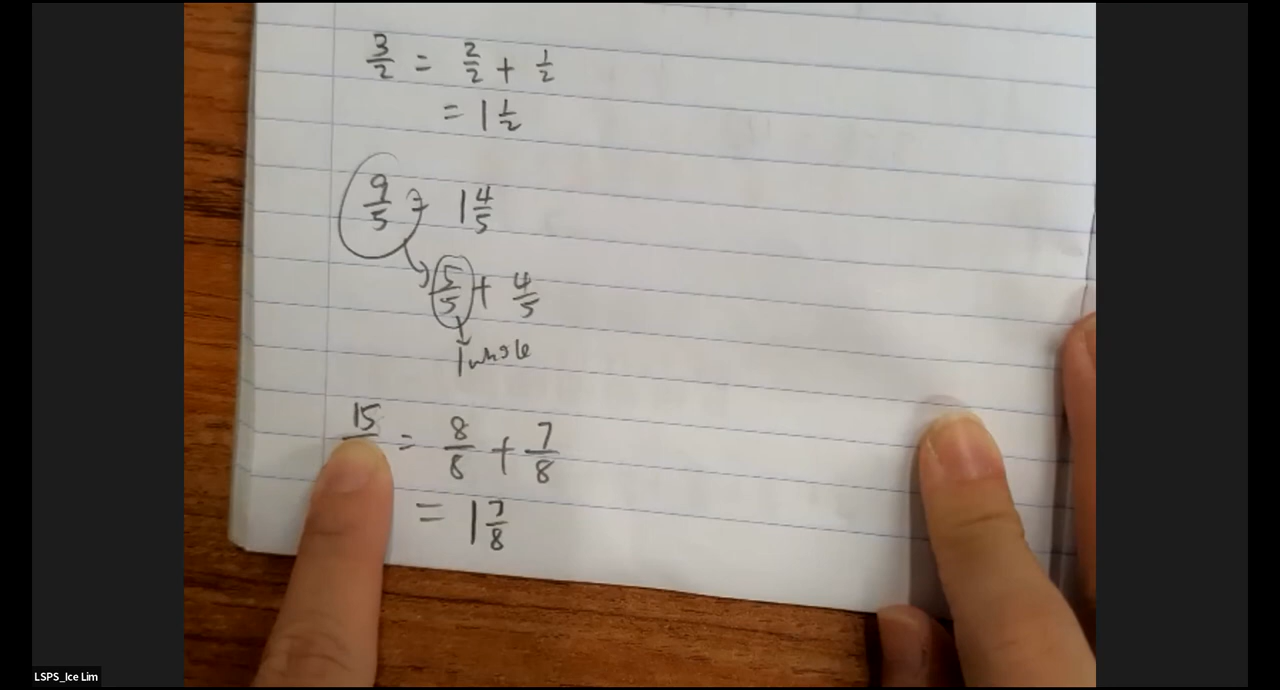 3/2 = 2/2 + 1/2
= 1 1/2
9/5 = 1 4/5
5/5 + 4/5
1 whole
15 = 8/8 + 7/8
= 1 7/8
LSPS_Ice Lim